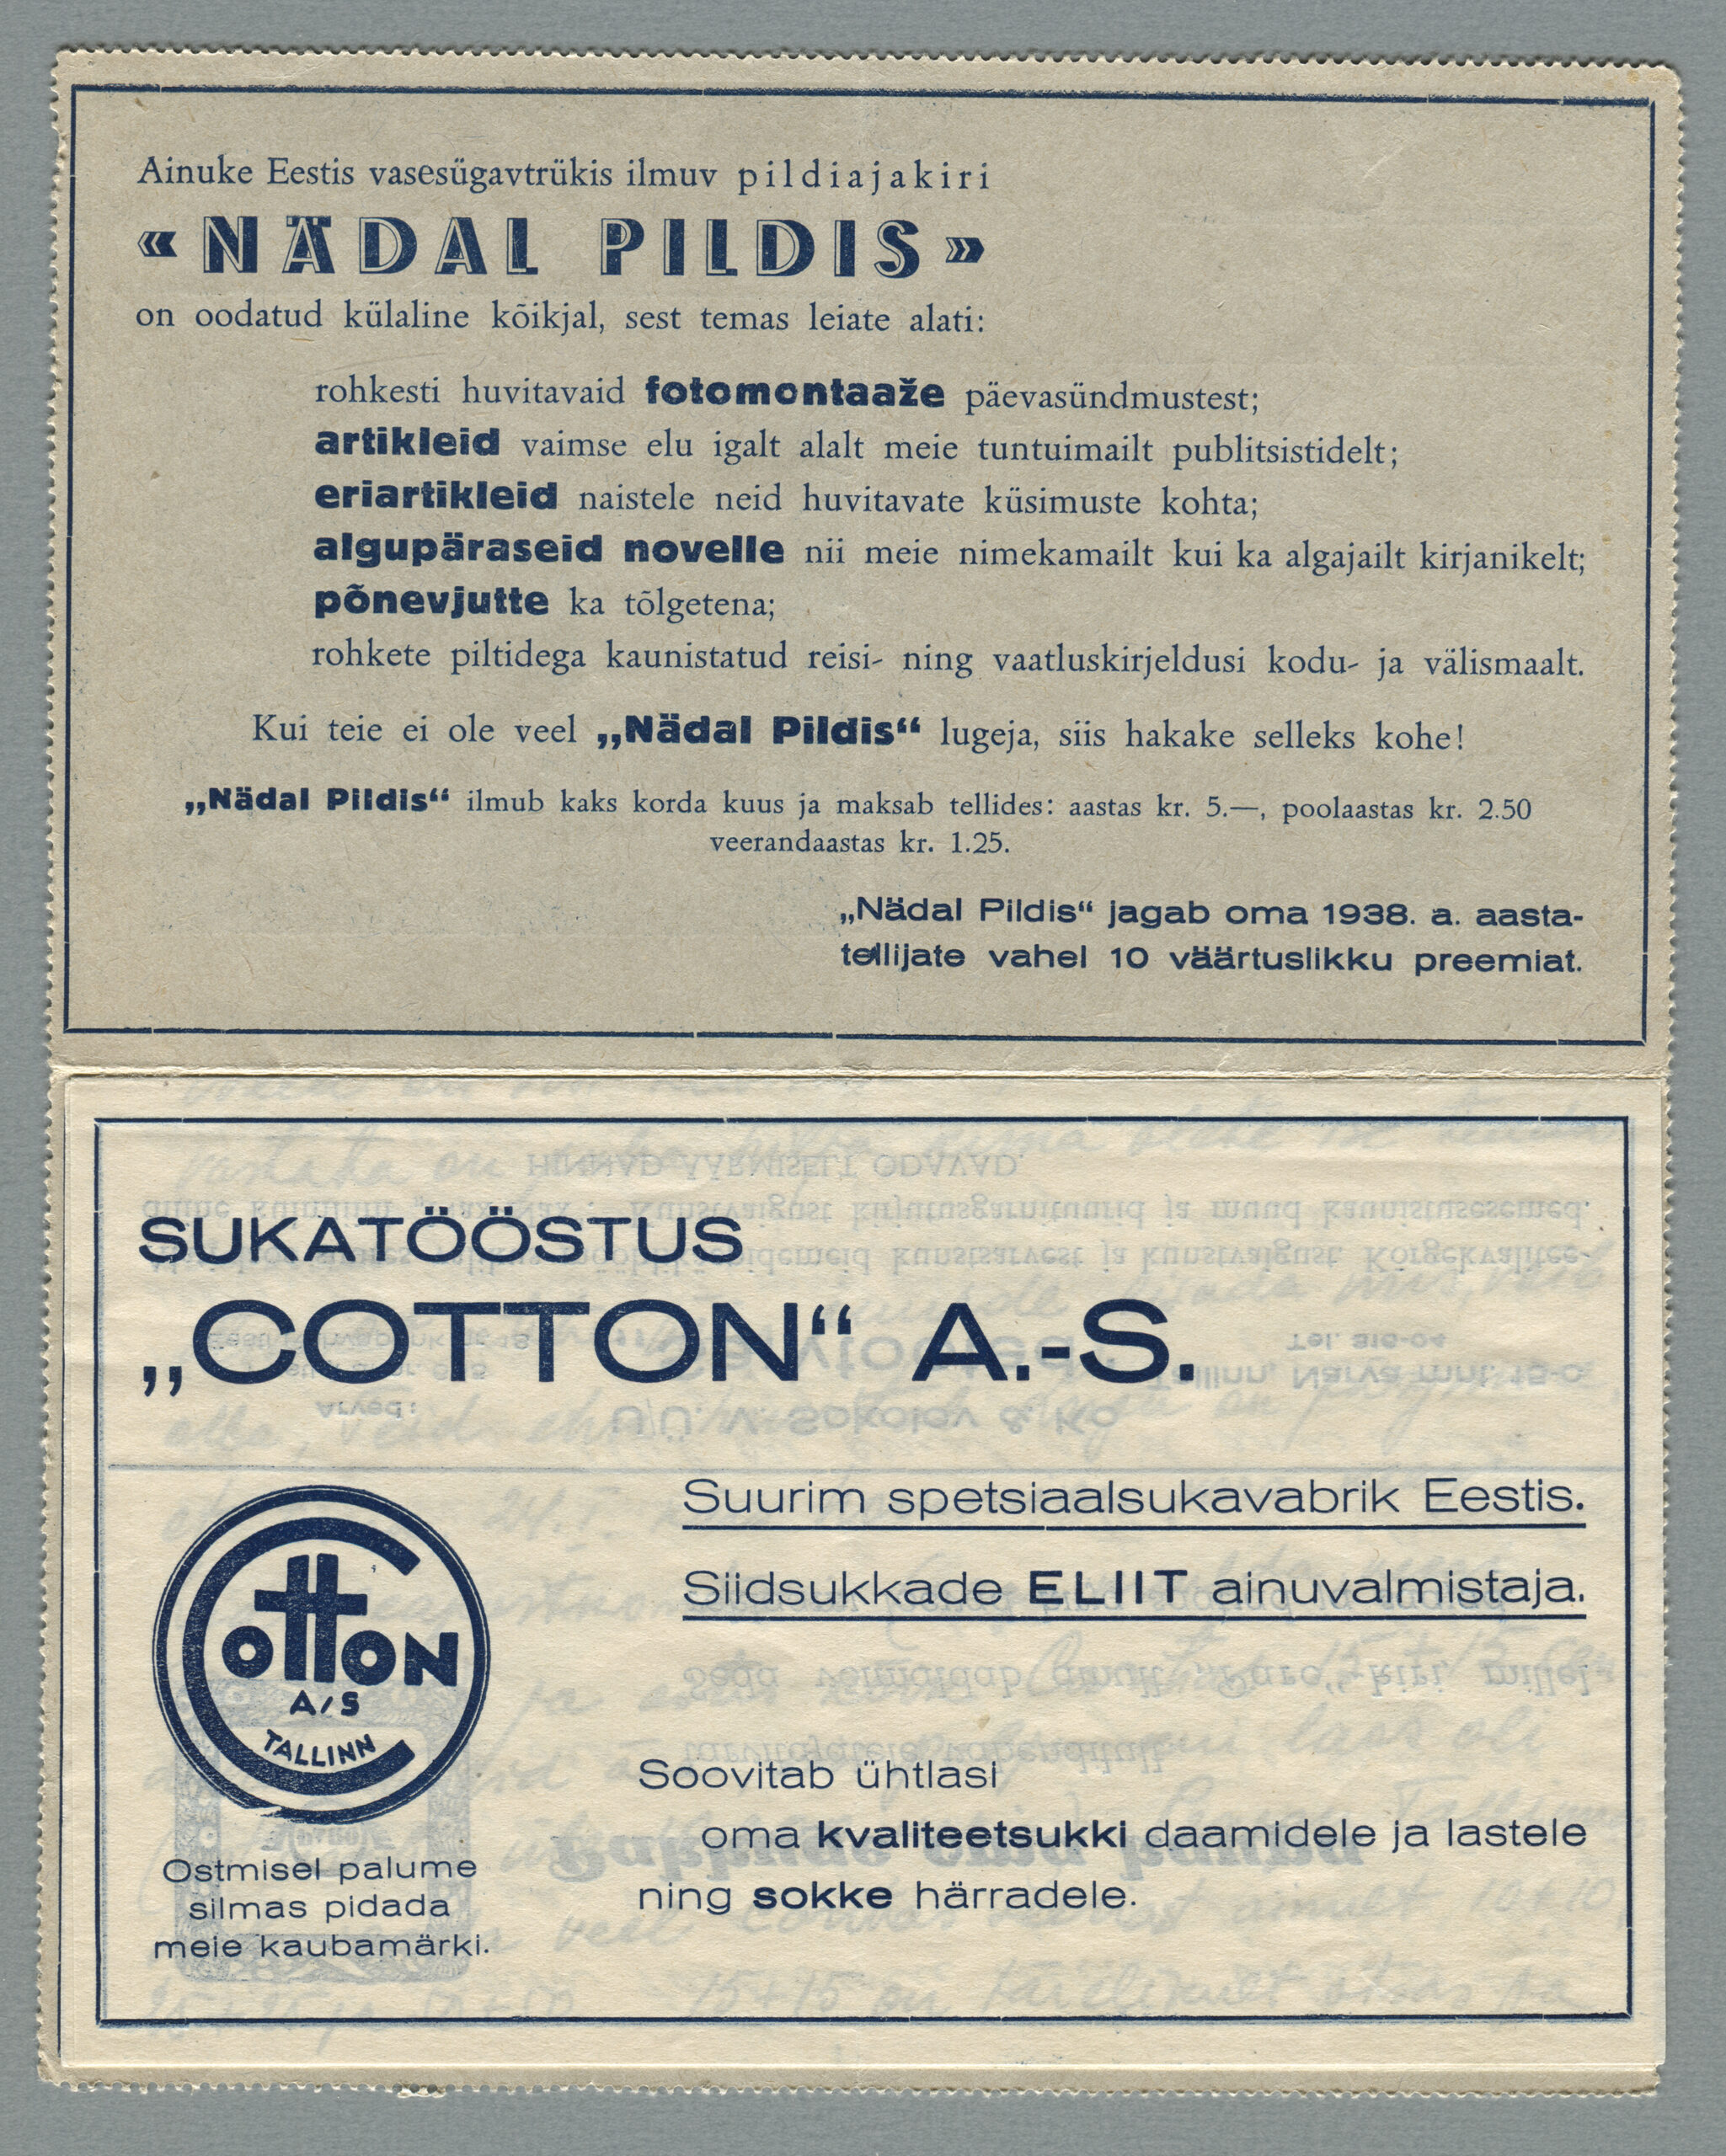 Ainuke Eestis vasesügavtrükis ilmuv pildiajakiri
«NÄDAL PILDIS»
on oodatud külaline kõikjal, sest temas leiate alati:
rohkesti huvitavaid fotomontaaže päevasündmustest;
artikleid vaimse elu igalt alalt meie tuntuimailt publitsistidelt;
eriartikleid naistele neid huvitavate küsimuste kohta;
algupäraseid novelle nii meie nimekamailt kui ka algajailt kirjanikelt;
põnevjutte ka tõlgetena;
rohkete piltidega kaunistatud reisi- ning vaatluskirjeldusi kodu- ja välismaalt.
Kui teie ei ole veel „Nädal Pildis“ lugeja, siis hakake selleks kohe!
„Nädal Pildis“ ilmub kaks korda kuus ja maksab tellides: aastas kr. 5.—, poolaastas kr. 2.50
veerandaastas kr. 1.25.
„Nädal Pildis“ jagab oma 1938. a. aasta-
tellijate vahel 10 väärtuslikku preemiat.
SUKATÖÖSTUS
„COTTON“ A.-S.
Cotton
A/S
TALLINN
Ostmisel palume
silmas pidada
meie kaubamärki.
Suurim spetsiaalsukavabrik Eestis.
Siidsukkade ELIIT ainuvalmistaja.
Soovitab ühtlasi
oma kvaliteetsukki daamidele ja lastele
ning sokke härradele.